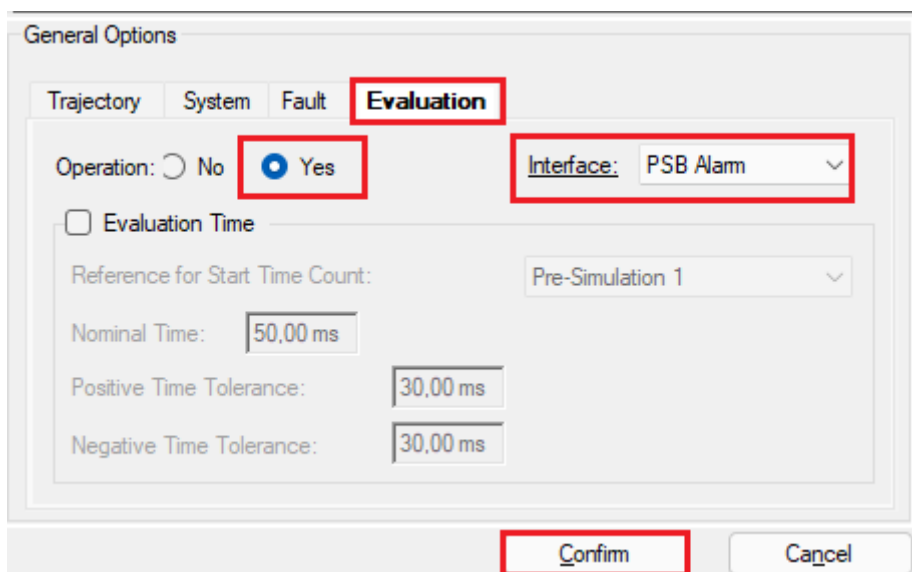 General Options
Trajectory System Fault Evaluation
Operation: No Yes Interface: PSB Alarm
Evaluation Time
Reference for Start Time Count: Pre-Simulation 1
Nominal Time: 50,00 ms
Positive Time Tolerance: 30,00 ms
Negative Time Tolerance: 30,00 ms
Confirm Cancel